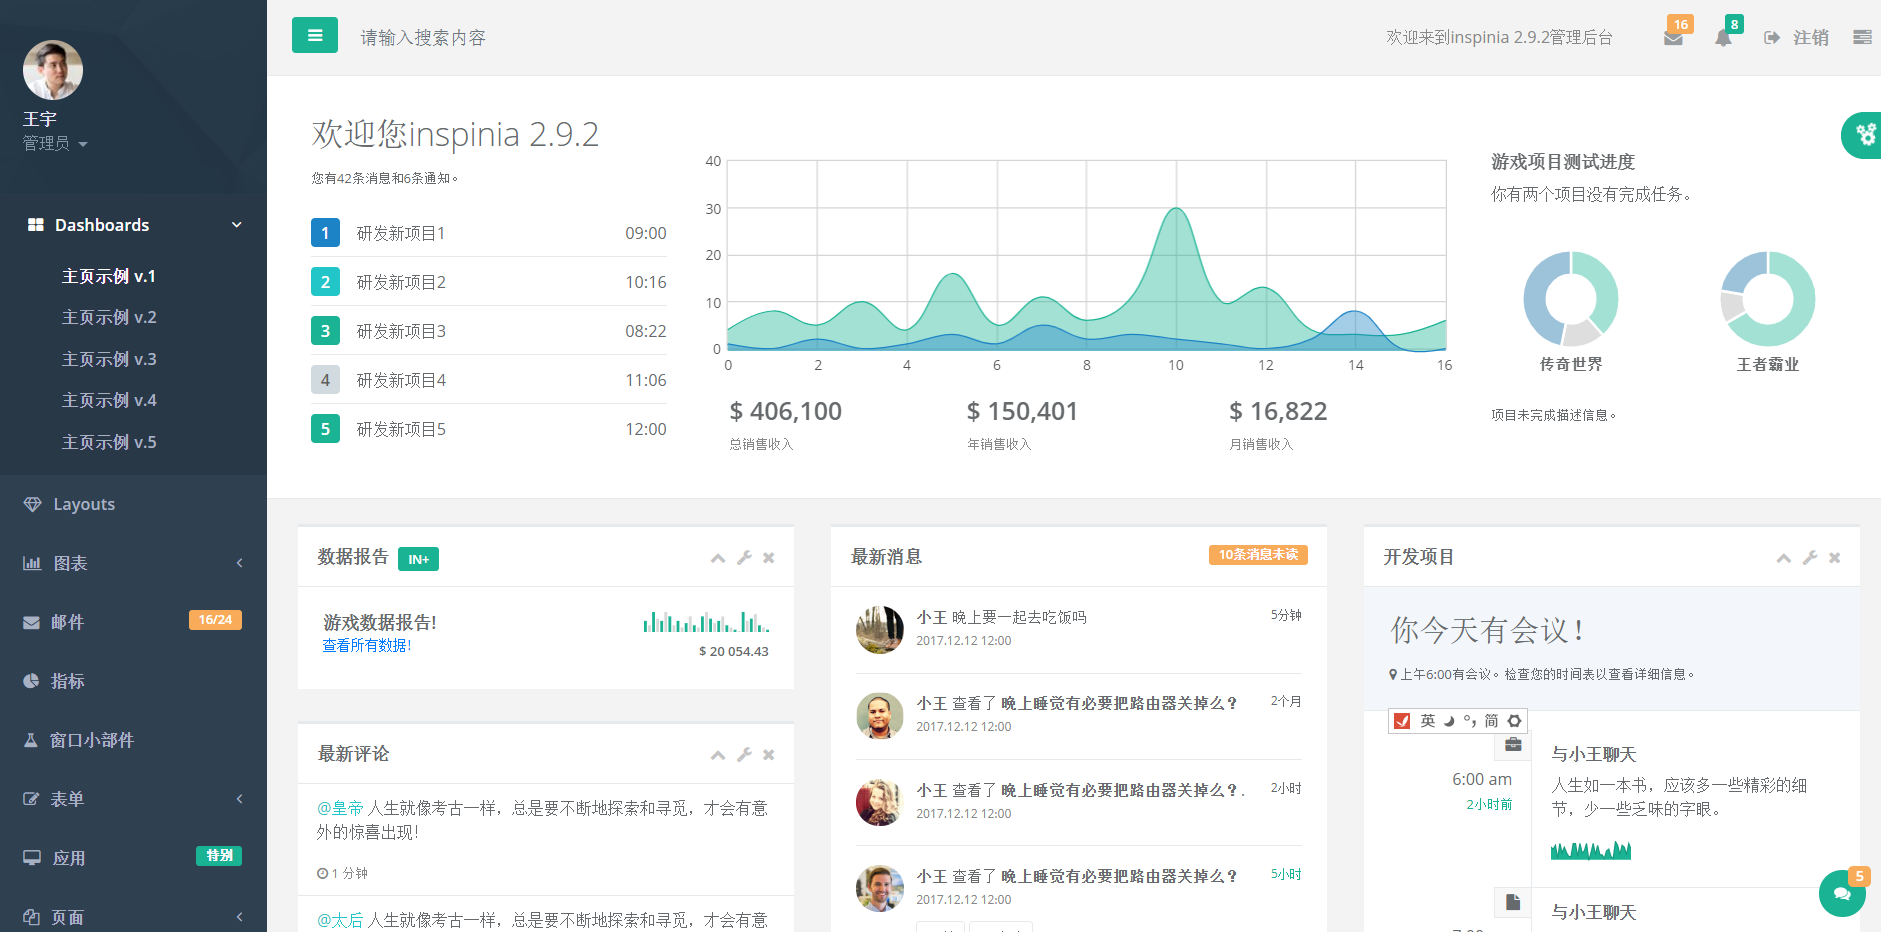 王宇
管理员
Dashboards
主页示例 v.1
主页示例 v.2
主页示例 v.3
主页示例 v.4
主页示例 v.5
Layouts
图表
邮件 16/24
指标
窗口小部件
表单
应用 特别
页面
请输入搜索内容
欢迎来到inspinia 2.9.2管理后台
16
8
注销
欢迎您inspinia 2.9.2
您有42条消息和6条通知。
1 研发新项目1 09:00
2 研发新项目2 10:16
3 研发新项目3 08:22
4 研发新项目4 11:06
5 研发新项目5 12:00
40
30
20
10
0
0 2 4 6 8 10 12 14 16
$ 406,100
总销售收入
$ 150,401
年销售收入
$ 16,822
月销售收入
游戏项目测试进度
你有两个项目没有完成任务。
传奇世界
王者霸业
项目未完成描述信息。
数据报告 IN+
游戏数据报告!
查看所有数据!
$ 20 054.43
最新评论
@皇帝 人生就像考古一样，总是要不断地探索和寻觅，才会有意
外的惊喜出现!
1 分钟
@太后 人生就像考古一样，总是要不断地探索和寻觅，才会有意
最新消息 10条消息未读
小王 晚上要一起去吃饭吗 5分钟
2017.12.12 12:00
小王 查看了 晚上睡觉有必要把路由器关掉么？ 2个月
2017.12.12 12:00
小王 查看了 晚上睡觉有必要把路由器关掉么？. 2小时
2017.12.12 12:00
小王 查看了 晚上睡觉有必要把路由器关掉么？ 5小时
2017.12.12 12:00
开发项目
你今天有会议！
上午6:00有会议。检查您的时间表以查看详细信息。
英 °, 简
6:00 am
2小时前
与小王聊天
人生如一本书，应该多一些精彩的细
节，少一些乏味的字眼。
5
与小王聊天